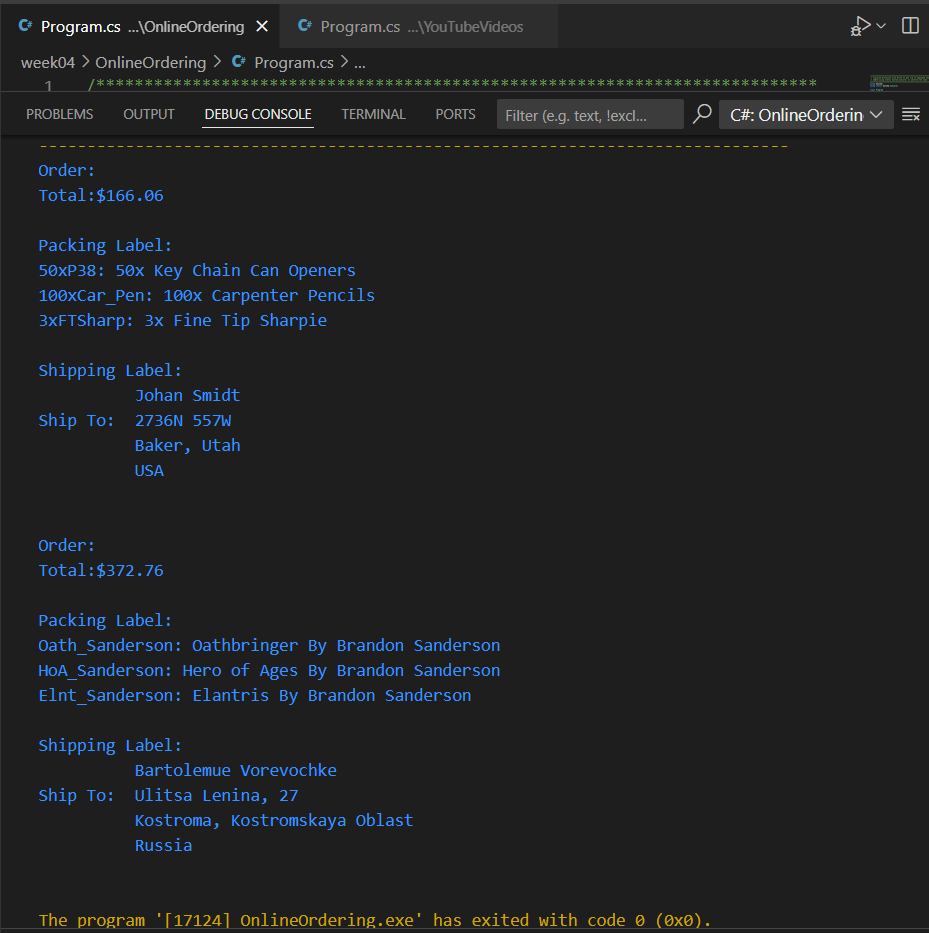 Program.cs ...\OnlineOrdering
Program.cs ...\YouTubeVideos
week04 > OnlineOrdering > Program.cs > ...
1 /***************************************************************************
PROBLEMS OUTPUT DEBUG CONSOLE TERMINAL PORTS Filter (e.g. text, !excl... C#: OnlineOrderin
------------------------------------------------------------------------------
Order:
Total:$166.06
Packing Label:
50xP38: 50x Key Chain Can Openers
100xCar_Pen: 100x Carpenter Pencils
3xFTSharp: 3x Fine Tip Sharpie
Shipping Label:
Johan Smidt
Ship To: 2736N 557W
Baker, Utah
USA
Order:
Total:$372.76
Packing Label:
Oath_Sanderson: Oathbringer By Brandon Sanderson
HoA_Sanderson: Hero of Ages By Brandon Sanderson
Elnt_Sanderson: Elantris By Brandon Sanderson
Shipping Label:
Bartolemue Vorevochke
Ship To: Ulitsa Lenina, 27
Kostroma, Kostromskaya Oblast
Russia
The program '[17124] OnlineOrdering.exe' has exited with code 0 (0x0).